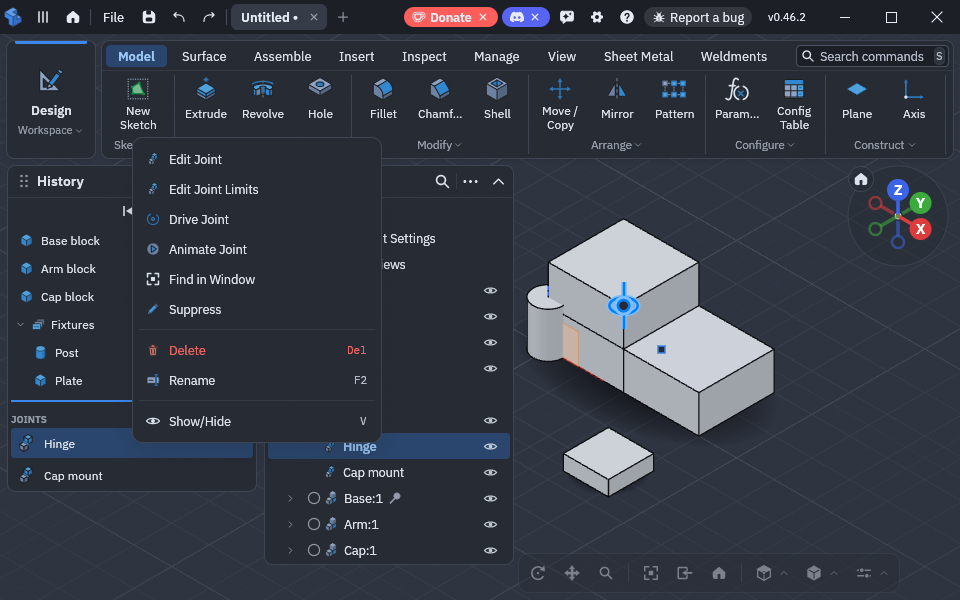 File
Untitled •
Donate
Report a bug
v0.46.2
Design
Workspace
Model
Surface
Assemble
Insert
Inspect
Manage
View
Sheet Metal
Weldments
Search commands
S
New Sketch
Extrude
Revolve
Hole
Fillet
Chamf...
Shell
Move / Copy
Mirror
Pattern
Param...
Config Table
Plane
Axis
Modify
Arrange
Configure
Construct
History
Base block
Arm block
Cap block
Fixtures
Post
Plate
JOINTS
Hinge
Cap mount
Edit Joint
Edit Joint Limits
Drive Joint
Animate Joint
Find in Window
Suppress
Delete Del
Rename F2
Show/Hide V
t Settings
Hinge
Cap mount
Base:1
Arm:1
Cap:1
Z
Y
X